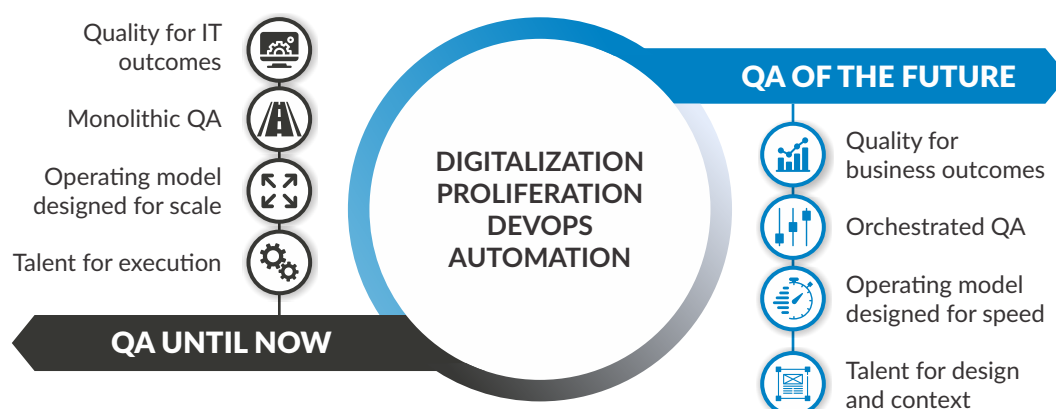 Quality for IT
outcomes
Monolithic QA
Operating model
designed for scale
Talent for execution
QA UNTIL NOW
DIGITALIZATION
PROLIFERATION
DEVOPS
AUTOMATION
QA OF THE FUTURE
Quality for
business outcomes
Orchestrated QA
Operating model
designed for speed
Talent for design
and context